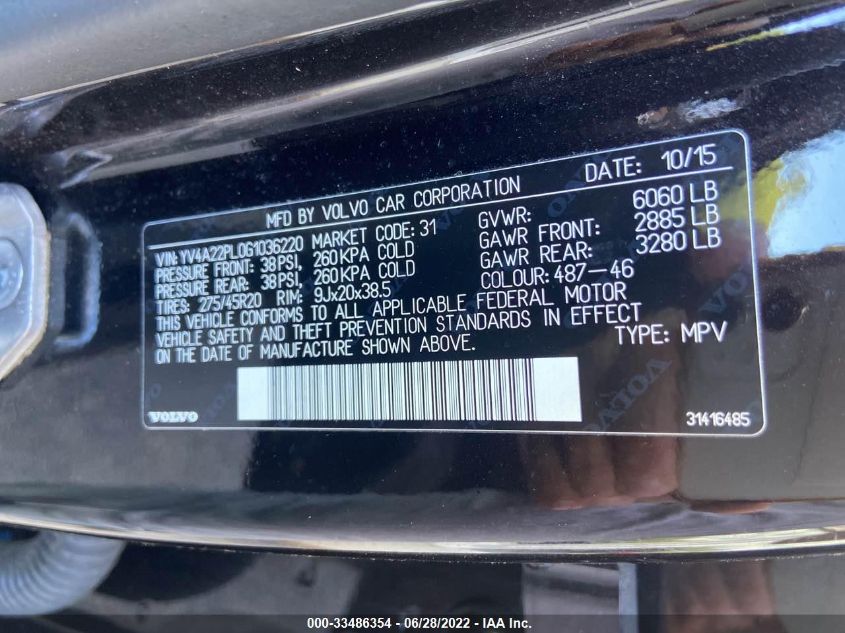 MFD BY VOLVO CAR CORPORATION DATE: 10/15
VIN: YV4A22PL0G1036220 MARKET CODE: 31 GVWR: 6060 LB
PRESSURE FRONT: 38PSI, 260KPA COLD GAWR FRONT: 2885 LB
PRESSURE REAR: 38PSI, 260KPA COLD GAWR REAR: 3280 LB
TIRES: 275/45R20 RIM: 9Jx20x38.5 COLOUR: 487-46
THIS VEHICLE CONFORMS TO ALL APPLICABLE FEDERAL MOTOR
VEHICLE SAFETY AND THEFT PREVENTION STANDARDS IN EFFECT
ON THE DATE OF MANUFACTURE SHOWN ABOVE. TYPE: MPV
VOLVO 31416485
000-33486354 - 06/28/2022 - IAA Inc.